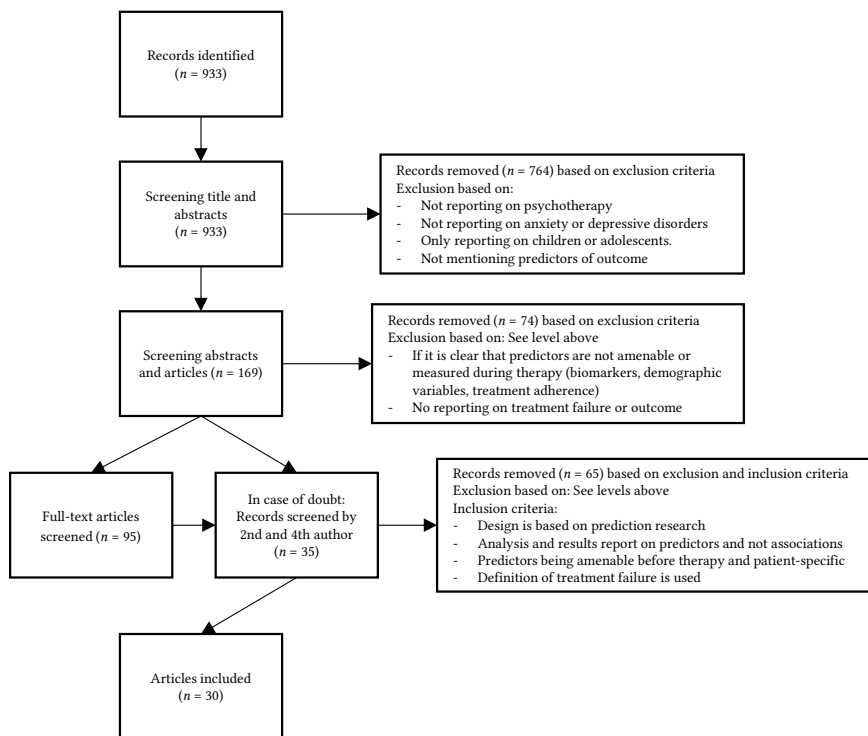 Records identified
(n = 933)
Screening title and
abstracts
(n = 933)
Records removed (n = 764) based on exclusion criteria
Exclusion based on:
- Not reporting on psychotherapy
- Not reporting on anxiety or depressive disorders
- Only reporting on children or adolescents.
- Not mentioning predictors of outcome
Screening abstracts
and articles (n = 169)
Records removed (n = 74) based on exclusion criteria
Exclusion based on: See level above
- If it is clear that predictors are not amenable or
measured during therapy (biomarkers, demographic
variables, treatment adherence)
- No reporting on treatment failure or outcome
Full-text articles
screened (n = 95)
In case of doubt:
Records screened by
2nd and 4th author
(n = 35)
Records removed (n = 65) based on exclusion and inclusion criteria
Exclusion based on: See levels above
Inclusion criteria:
- Design is based on prediction research
- Analysis and results report on predictors and not associations
- Predictors being amenable before therapy and patient-specific
- Definition of treatment failure is used
Articles included
(n = 30)